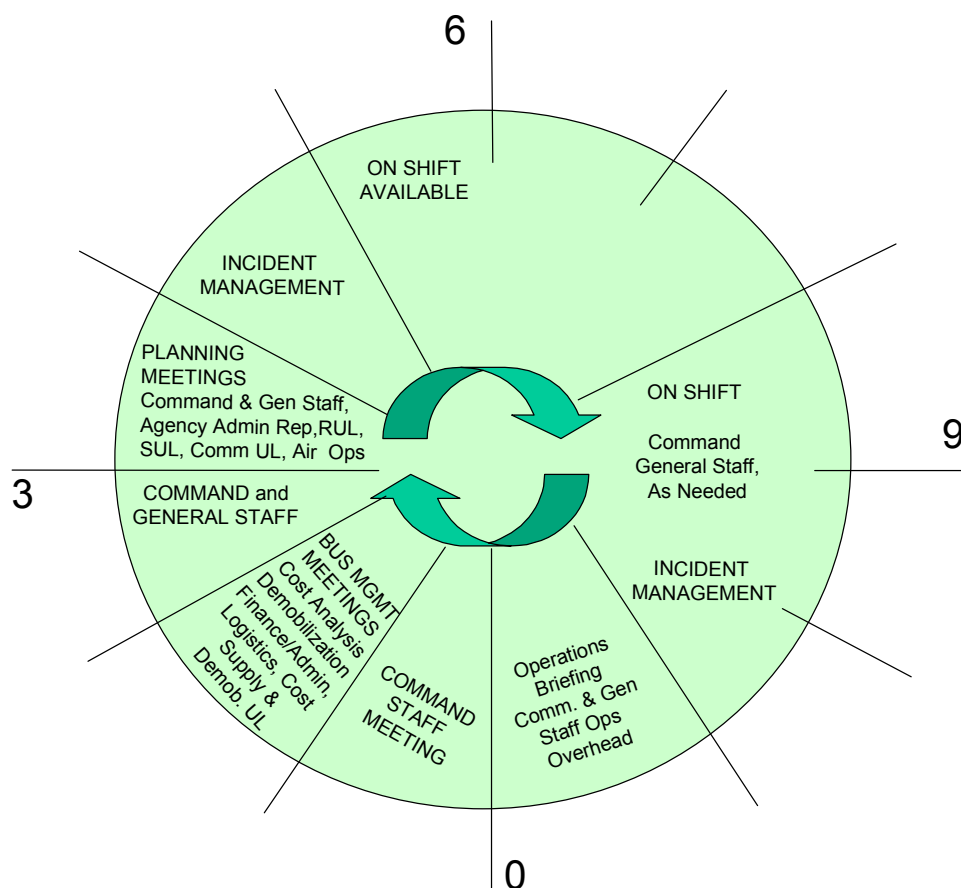 6
ON SHIFT
AVAILABLE
INCIDENT
MANAGEMENT
PLANNING
MEETINGS
Command & Gen Staff,
Agency Admin Rep,RUL,
SUL, Comm UL, Air Ops
ON SHIFT
Command
General Staff,
As Needed
9
3
COMMAND and
GENERAL STAFF
INCIDENT
MANAGEMENT
BUS MGMT
MEETINGS
Cost Analysis
Demobilization
Finance/Admin,
Logistics, Cost
Supply &
Demob. UL
COMMAND
STAFF
MEETING
Operations
Briefing
Comm. & Gen
Staff Ops
Overhead
0